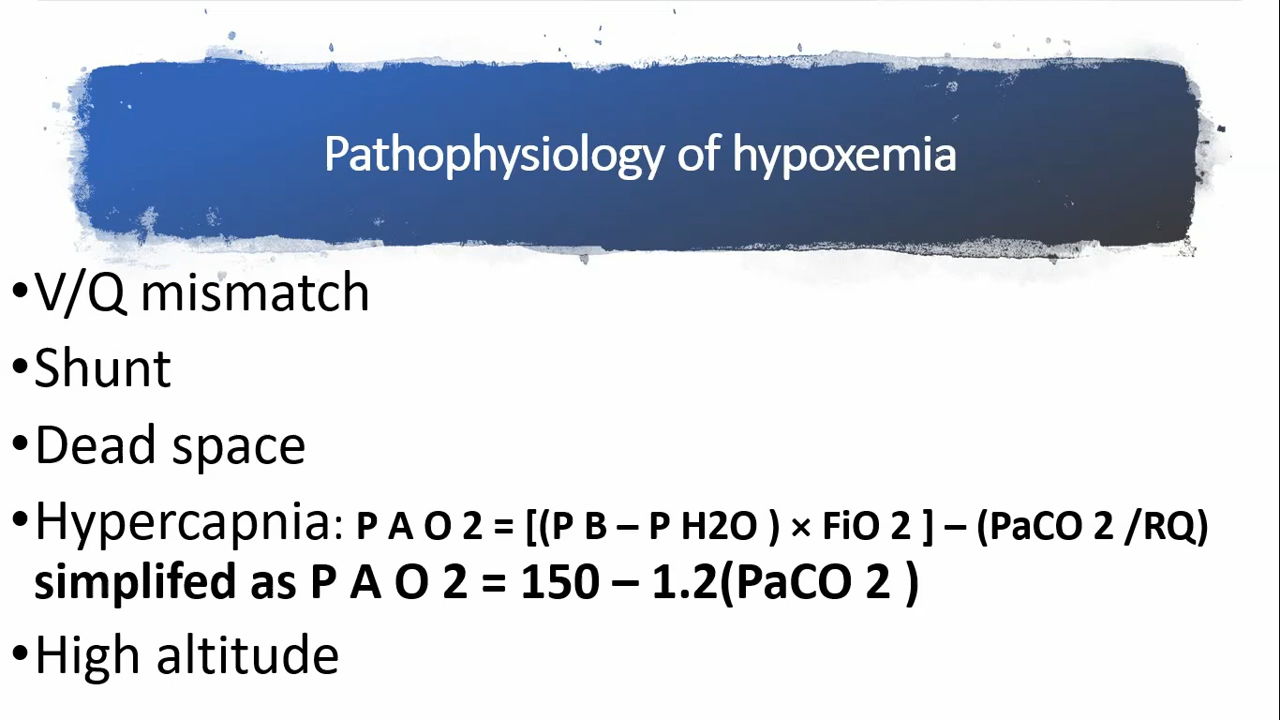 Pathophysiology of hypoxemia
•V/Q mismatch
•Shunt
•Dead space
•Hypercapnia: P A O 2 = [(P B – P H2O ) × FiO 2 ] – (PaCO 2 /RQ)
simplifed as P A O 2 = 150 – 1.2(PaCO 2 )
•High altitude